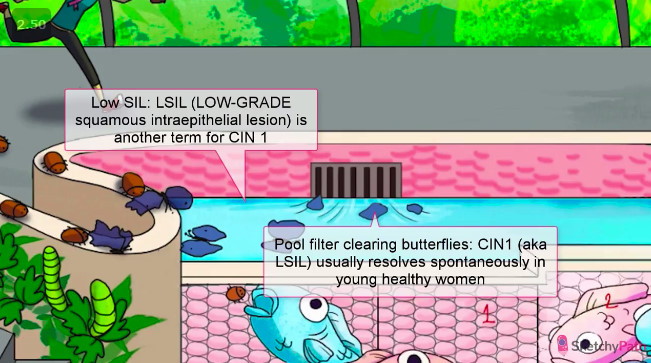 2.50
Low SIL: LSIL (LOW-GRADE
squamous intraepithelial lesion) is
another term for CIN 1
Pool filter clearing butterflies: CIN1 (aka
LSIL) usually resolves spontaneously in
young healthy women
1
2
SketchyPath